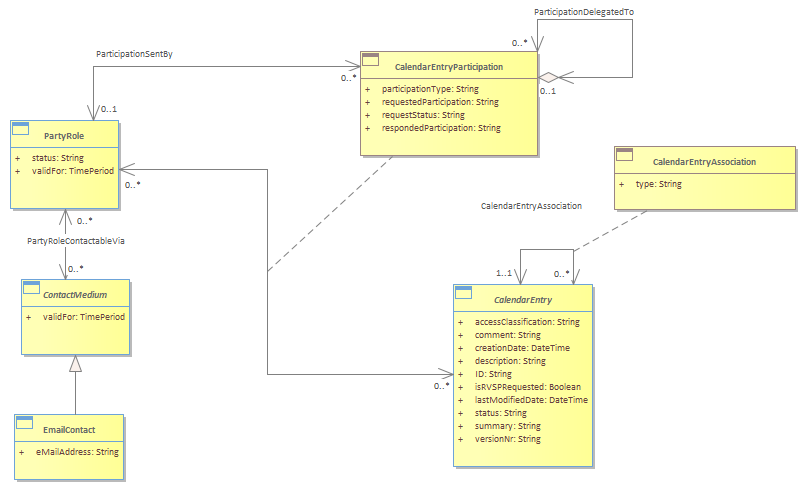 ParticipationDelegatedTo
0..*
ParticipationSentBy
CalendarEntryParticipation
0..*
0..1
+ participationType: String
+ requestedParticipation: String
+ requestStatus: String
+ respondedParticipation: String
0..1
PartyRole
+ status: String
+ validFor: TimePeriod
0..*
CalendarEntryAssociation
+ type: String
CalendarEntryAssociation
0..*
PartyRoleContactableVia
0..*
1..1
0..*
ContactMedium
+ validFor: TimePeriod
CalendarEntry
+ accessClassification: String
+ comment: String
+ creationDate: DateTime
+ description: String
+ ID: String
+ isRVSPRequested: Boolean
+ lastModifiedDate: DateTime
+ status: String
+ summary: String
+ versionNr: String
0..*
EmailContact
+ eMailAddress: String